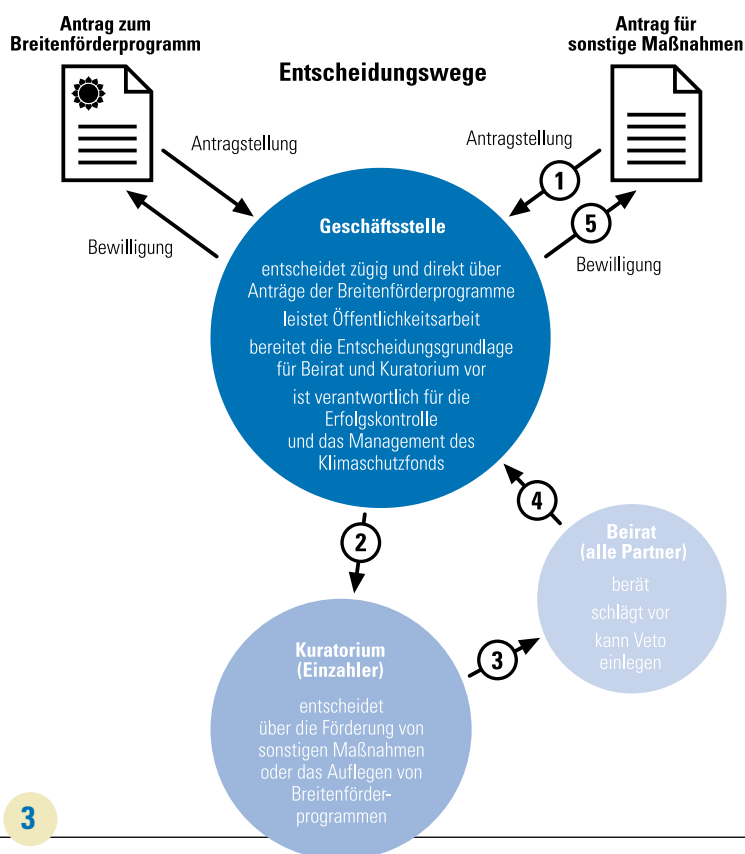 Antrag zum
Breitenförderprogramm
Antrag für
sonstige Maßnahmen
Entscheidungswege
Antragstellung
Antragstellung
1
5
Bewilligung
Bewilligung
Geschäftsstelle
entscheidet zügig und direkt über
Anträge der Breitenförderprogramme
leistet Öffentlichkeitsarbeit
bereitet die Entscheidungsgrundlage
für Beirat und Kuratorium vor
ist verantwortlich für die
Erfolgskontrolle
und das Management des
Klimaschutzfonds
4
2
Beirat
(alle Partner)
berät
schlägt vor
kann Veto
einlegen
3
Kuratorium
(Einzahler)
entscheidet
über die Förderung von
sonstigen Maßnahmen
oder das Auflegen von
Breitenförder-
programmen
3